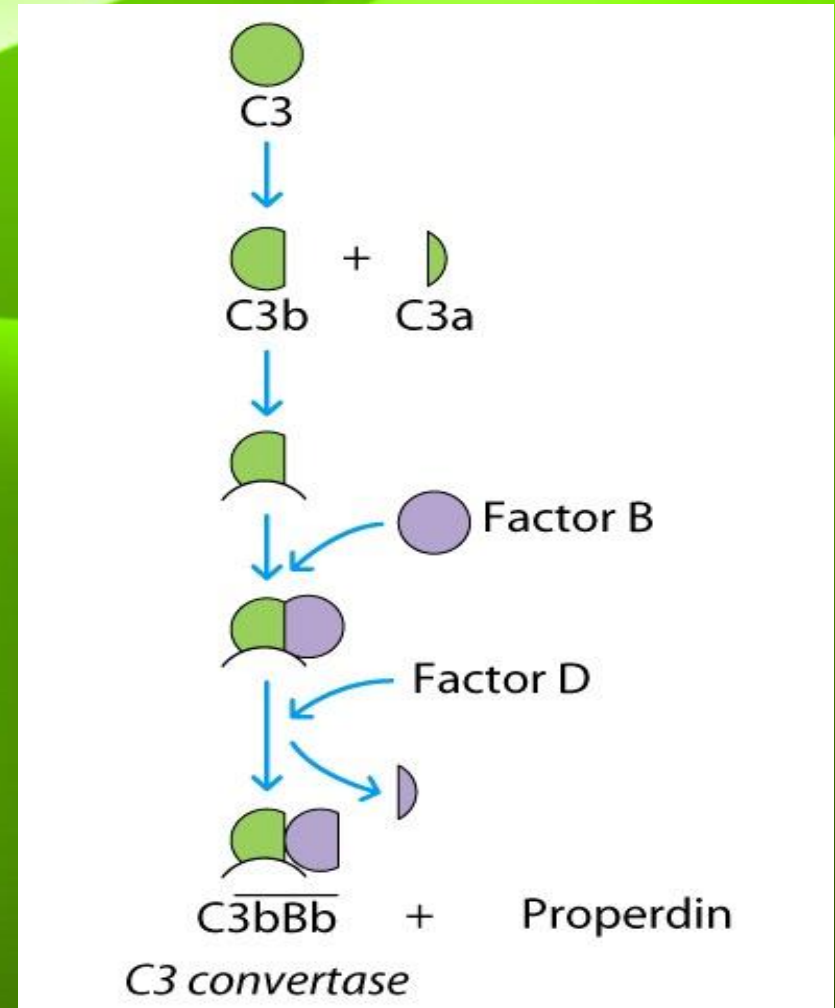 C3
+
C3b C3a
Factor B
Factor D
C3bBb + Properdin
C3 convertase